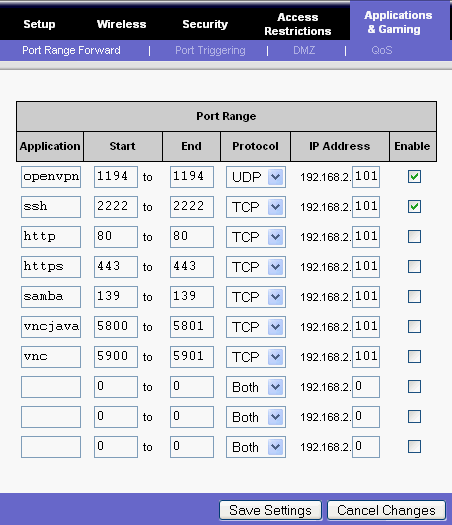 Setup Wireless Security Access Restrictions Applications & Gaming
Port Range Forward | Port Triggering | DMZ | QoS
Port Range
Application Start End Protocol IP Address Enable
openvpn 1194 to 1194 UDP 192.168.2. 101
ssh 2222 to 2222 TCP 192.168.2. 101
http 80 to 80 TCP 192.168.2. 101
https 443 to 443 TCP 192.168.2. 101
samba 139 to 139 TCP 192.168.2. 101
vncjava 5800 to 5801 TCP 192.168.2. 101
vnc 5900 to 5901 TCP 192.168.2. 101
0 to 0 Both 192.168.2. 0
0 to 0 Both 192.168.2. 0
0 to 0 Both 192.168.2. 0
Save Settings Cancel Changes